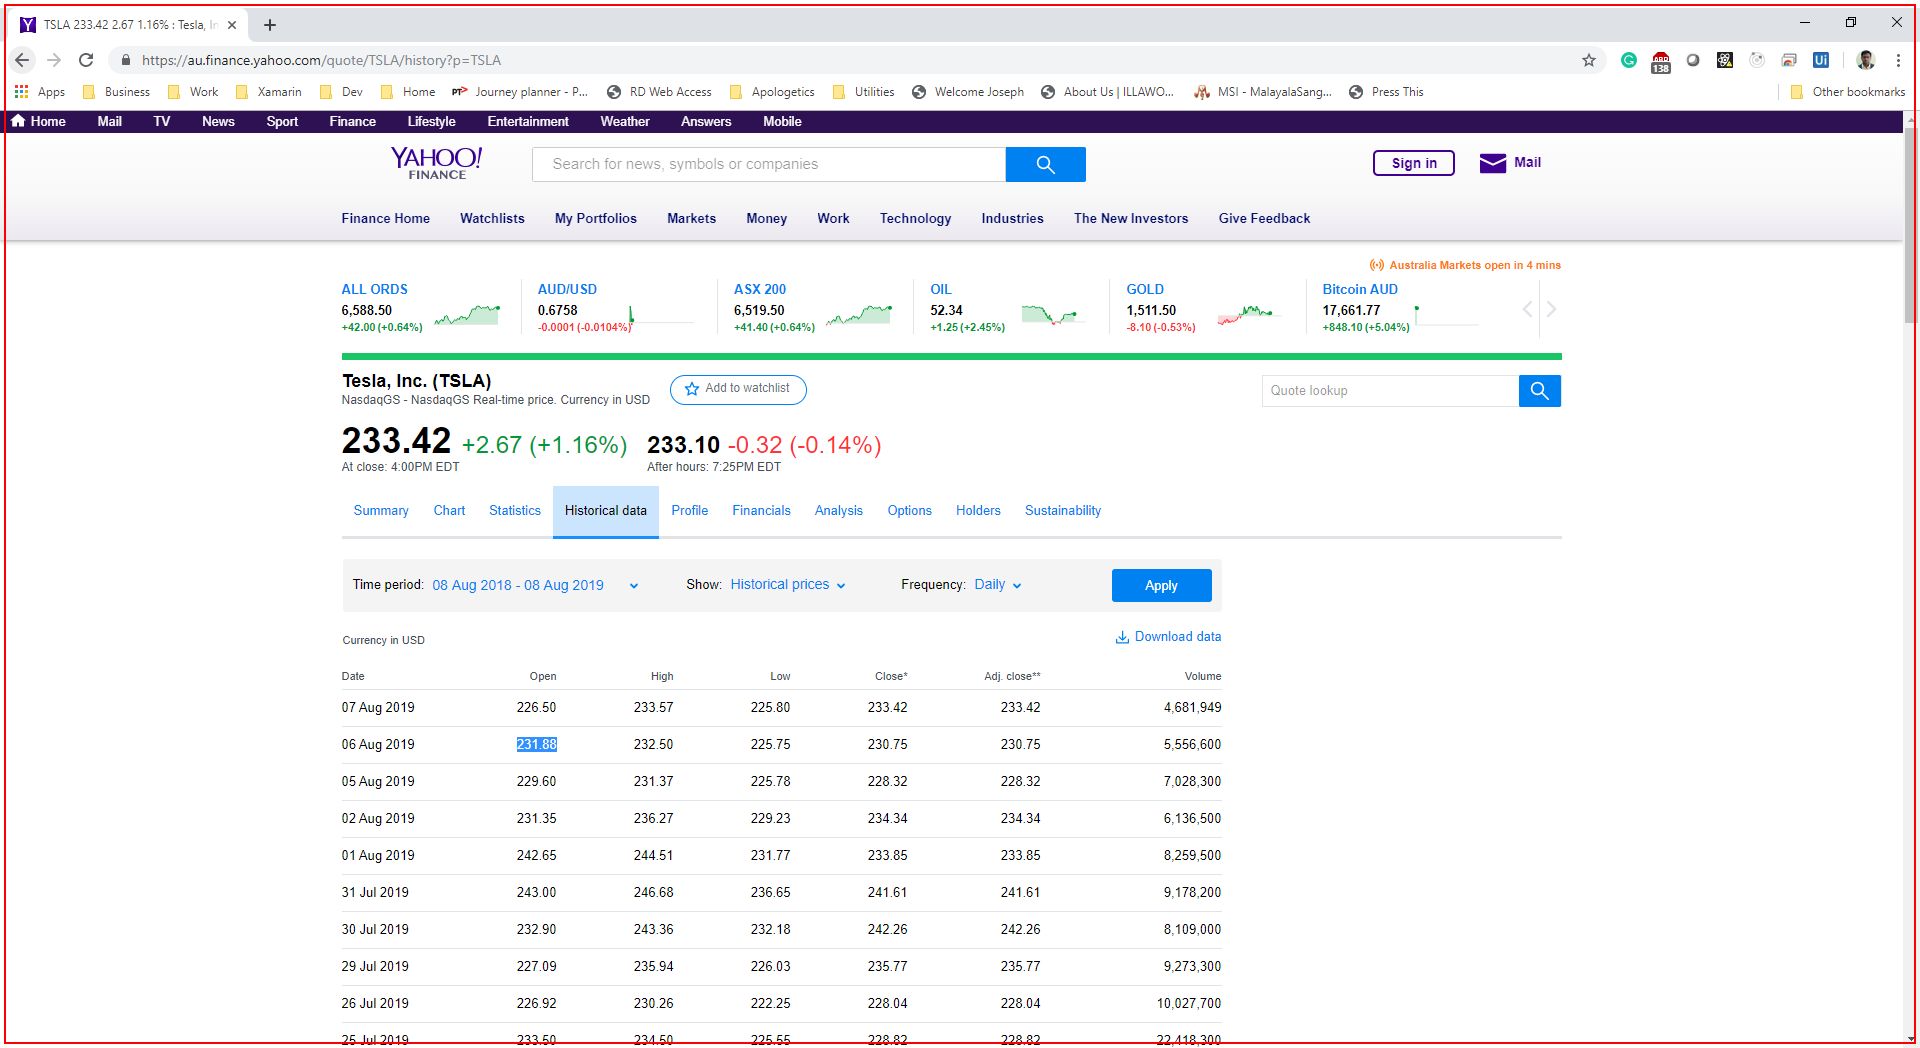 TSLA 233.42 2.67 1.16% : Tesla, In
https://au.finance.yahoo.com/quote/TSLA/history?p=TSLA
138
Ui
Apps Business Work Xamarin Dev Home PT> Journey planner - P... RD Web Access Apologetics Utilities Welcome Joseph About Us | ILLAWO... MSI - MalayalaSang... Press This Other bookmarks
Home Mail TV News Sport Finance Lifestyle Entertainment Weather Answers Mobile
YAHOO!
FINANCE
Search for news, symbols or companies
Sign in
Mail
Finance Home Watchlists My Portfolios Markets Money Work Technology Industries The New Investors Give Feedback
Australia Markets open in 4 mins
ALL ORDS AUD/USD ASX 200 OIL GOLD Bitcoin AUD
6,588.50 0.6758 6,519.50 52.34 1,511.50 17,661.77
+42.00 (+0.64%) -0.0001 (-0.0104%) +41.40 (+0.64%) +1.25 (+2.45%) -8.10 (-0.53%) +848.10 (+5.04%)
Tesla, Inc. (TSLA)
NasdaqGS - NasdaqGS Real-time price. Currency in USD
Add to watchlist
Quote lookup
233.42 +2.67 (+1.16%) 233.10 -0.32 (-0.14%)
At close: 4:00PM EDT After hours: 7:25PM EDT
Summary Chart Statistics Historical data Profile Financials Analysis Options Holders Sustainability
Time period: 08 Aug 2018 - 08 Aug 2019 Show: Historical prices Frequency: Daily Apply
Currency in USD Download data
Date Open High Low Close* Adj. close** Volume
07 Aug 2019 226.50 233.57 225.80 233.42 233.42 4,681,949
06 Aug 2019 231.88 232.50 225.75 230.75 230.75 5,556,600
05 Aug 2019 229.60 231.37 225.78 228.32 228.32 7,028,300
02 Aug 2019 231.35 236.27 229.23 234.34 234.34 6,136,500
01 Aug 2019 242.65 244.51 231.77 233.85 233.85 8,259,500
31 Jul 2019 243.00 246.68 236.65 241.61 241.61 9,178,200
30 Jul 2019 232.90 243.36 232.18 242.26 242.26 8,109,000
29 Jul 2019 227.09 235.94 226.03 235.77 235.77 9,273,300
26 Jul 2019 226.92 230.26 222.25 228.04 228.04 10,027,700
25 Jul 2019 233.50 234.50 225.55 228.82 228.82 22,418,300